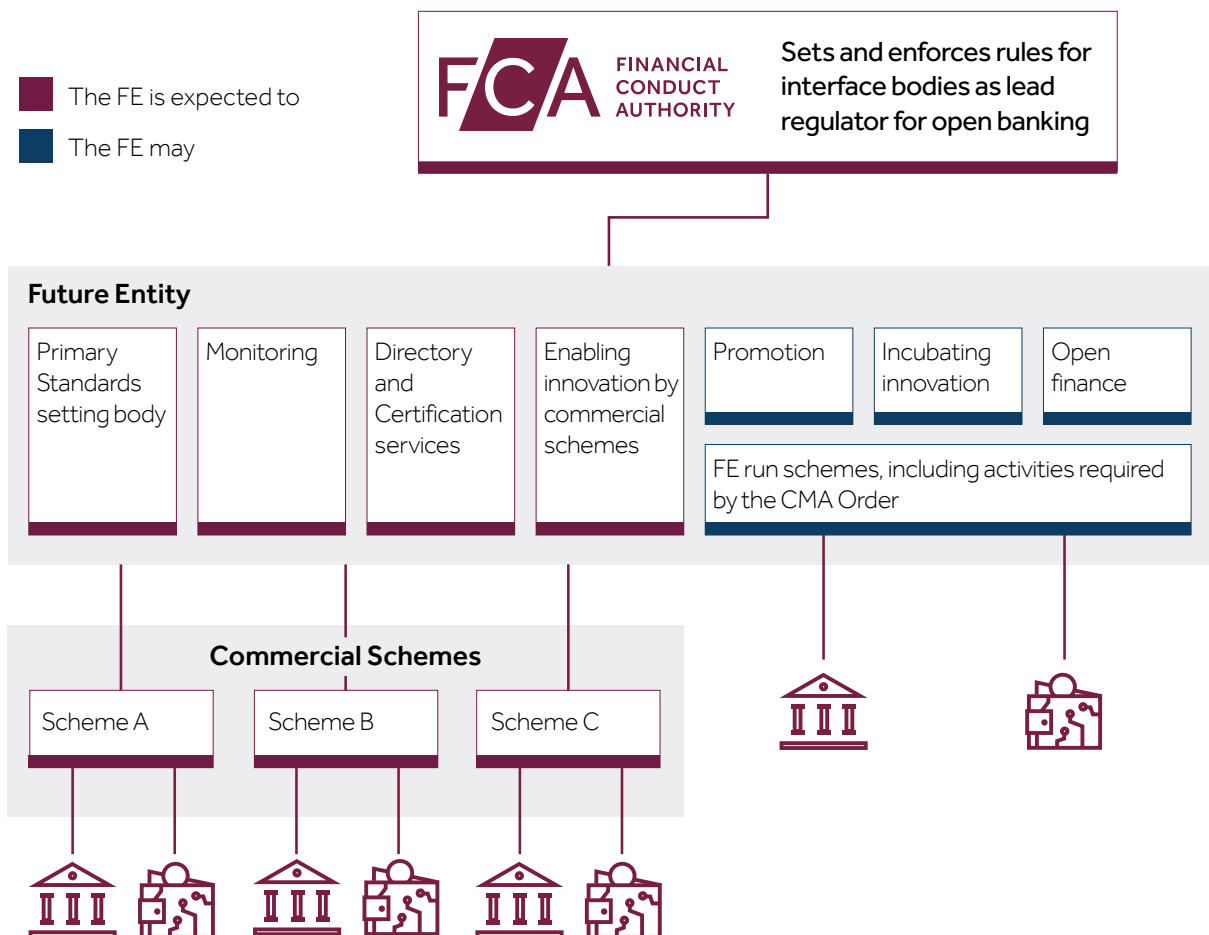 The FE is expected to
The FE may
FCA
FINANCIAL
CONDUCT
AUTHORITY
Sets and enforces rules for
interface bodies as lead
regulator for open banking
Future Entity
Primary
Standards
setting body
Monitoring
Directory
and
Certification
services
Enabling
innovation by
commercial
schemes
Promotion
Incubating
innovation
Open
finance
FE run schemes, including activities required
by the CMA Order
Commercial Schemes
Scheme A
Scheme B
Scheme C